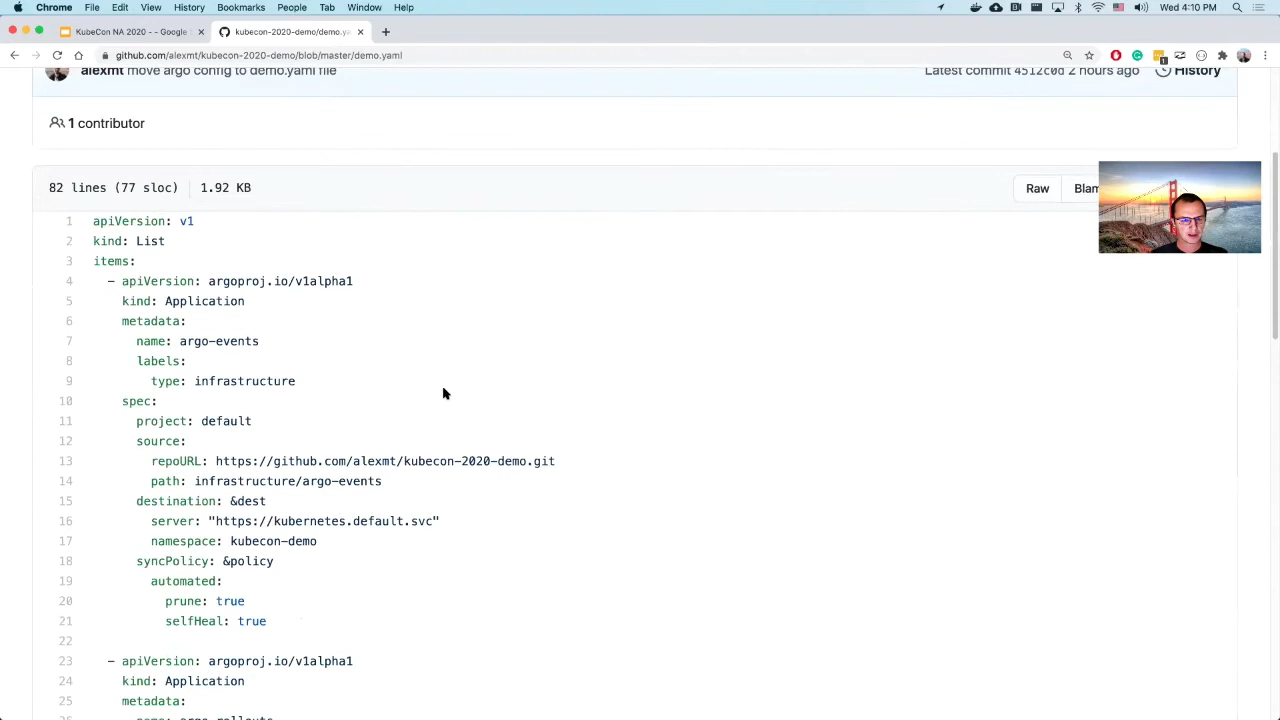 Chrome File Edit View History Bookmarks People Tab Window Help Wed 4:10 PM
KubeCon NA 2020 - - Google kubecon-2020-demo/demo.ya
github.com/alexmt/kubecon-2020-demo/blob/master/demo.yaml
alexmt move argo config to demo.yaml file Latest commit 4512c0d 2 hours ago History
1 contributor
82 lines (77 sloc) 1.92 KB Raw Blam
1 apiVersion: v1
2 kind: List
3 items:
4 - apiVersion: argoproj.io/v1alpha1
5 kind: Application
6 metadata:
7 name: argo-events
8 labels:
9 type: infrastructure
10 spec:
11 project: default
12 source:
13 repoURL: https://github.com/alexmt/kubecon-2020-demo.git
14 path: infrastructure/argo-events
15 destination: &dest
16 server: "https://kubernetes.default.svc"
17 namespace: kubecon-demo
18 syncPolicy: &policy
19 automated:
20 prune: true
21 selfHeal: true
22
23 - apiVersion: argoproj.io/v1alpha1
24 kind: Application
25 metadata:
26 name: argo-rollouts